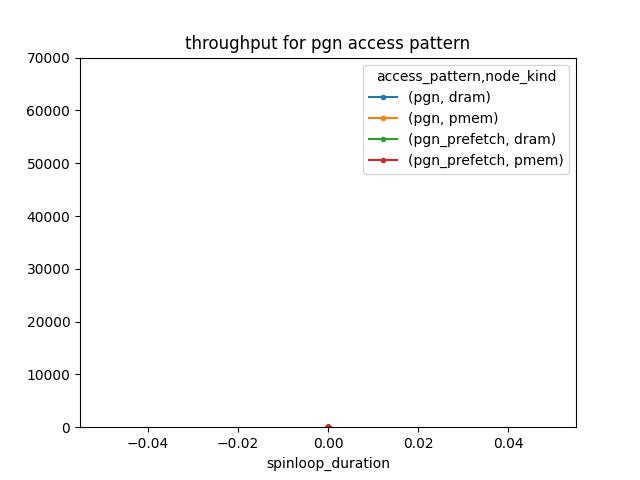 throughput for pgn access pattern
70000
60000
50000
40000
30000
20000
10000
0
access_pattern,node_kind
(pgn, dram)
(pgn, pmem)
(pgn_prefetch, dram)
(pgn_prefetch, pmem)
−0.04 −0.02 0.00 0.02 0.04
spinloop_duration